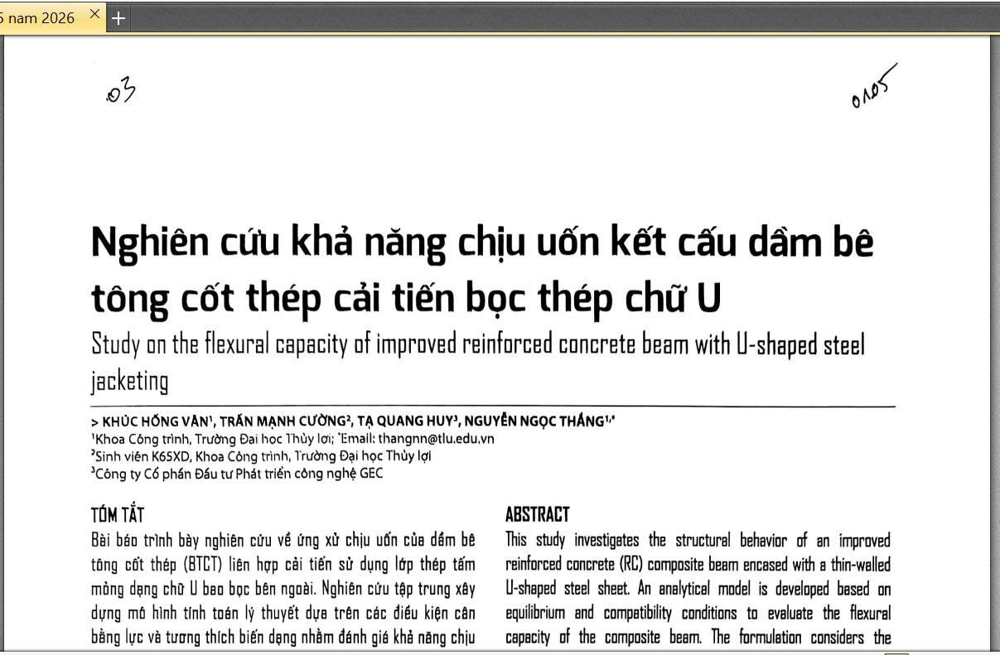 5 nam 2026
03
0105
Nghiên cứu khả năng chịu uốn kết cấu dầm bê
tông cốt thép cải tiến bọc thép chữ U
Study on the flexural capacity of improved reinforced concrete beam with U-shaped steel
jacketing
> KHÚC HỒNG VÂN¹, TRẦN MẠNH CƯỜNG², TẠ QUANG HUY³, NGUYỄN NGỌC THẮNG¹,*
¹Khoa Công trình, Trường Đại học Thủy lợi; *Email: thangnn@tlu.edu.vn
²Sinh viên K65XD, Khoa Công trình, Trường Đại học Thủy lợi
³Công ty Cổ phần Đầu tư Phát triển công nghệ GEC
TÓM TẮT
Bài báo trình bày nghiên cứu về ứng xử chịu uốn của dầm bê
tông cốt thép (BTCT) liên hợp cải tiến sử dụng lớp thép tấm
mỏng dạng chữ U bao bọc bên ngoài. Nghiên cứu tập trung xây
dựng mô hình tính toán lý thuyết dựa trên các điều kiện cân
bằng lực và tương thích biến dạng nhằm đánh giá khả năng chịu
ABSTRACT
This study investigates the structural behavior of an improved
reinforced concrete (RC) composite beam encased with a thin-walled
U-shaped steel sheet. An analytical model is developed based on
equilibrium and compatibility conditions to evaluate the flexural
capacity of the composite beam. The formulation considers the